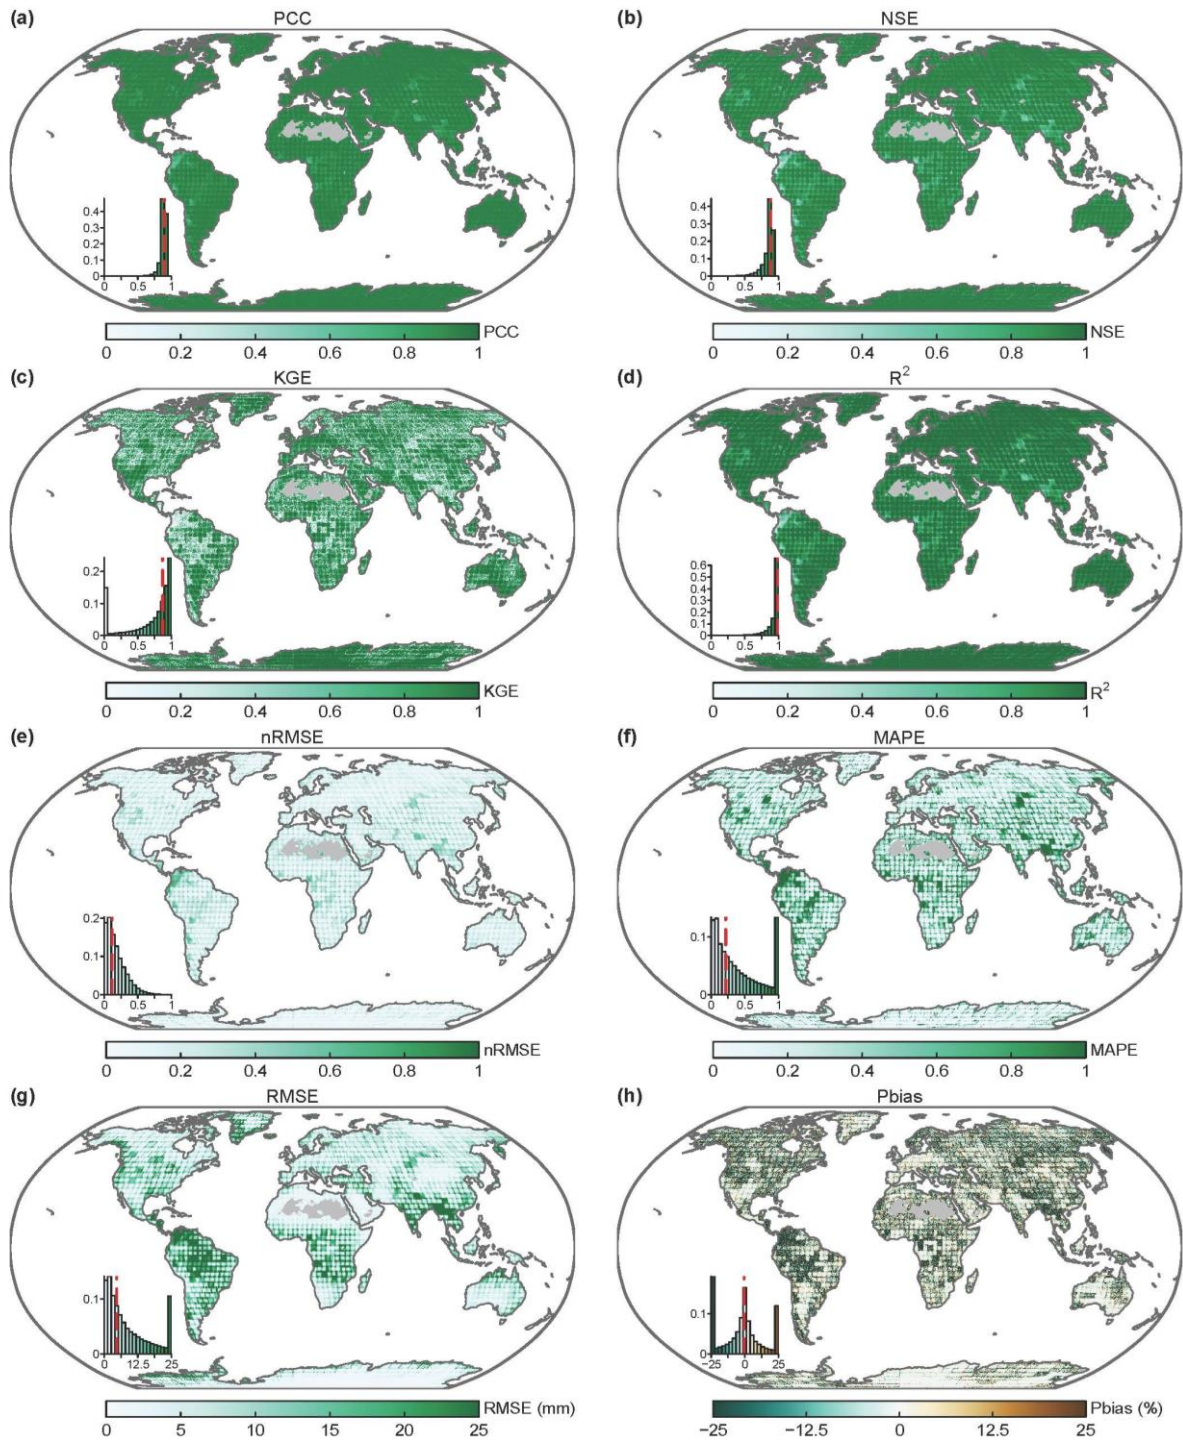 (a) PCC
0.4
0.3
0.2
0.1
0
0 0.5 1
PCC
0 0.2 0.4 0.6 0.8 1
(b) NSE
0.4
0.3
0.2
0.1
0
0 0.5 1
NSE
0 0.2 0.4 0.6 0.8 1
(c) KGE
0.2
0.1
0
0 0.5 1
KGE
0 0.2 0.4 0.6 0.8 1
(d) R²
0.6
0.5
0.4
0.3
0.2
0.1
0
0 0.5 1
R²
0 0.2 0.4 0.6 0.8 1
(e) nRMSE
0.2
0.1
0
0 0.5 1
nRMSE
0 0.2 0.4 0.6 0.8 1
(f) MAPE
0.1
0
0 0.5 1
MAPE
0 0.2 0.4 0.6 0.8 1
(g) RMSE
0.1
0
0 12.5 25
RMSE (mm)
0 5 10 15 20 25
(h) Pbias
0.1
0
−25 0 25
Pbias (%)
−25 −12.5 0 12.5 25